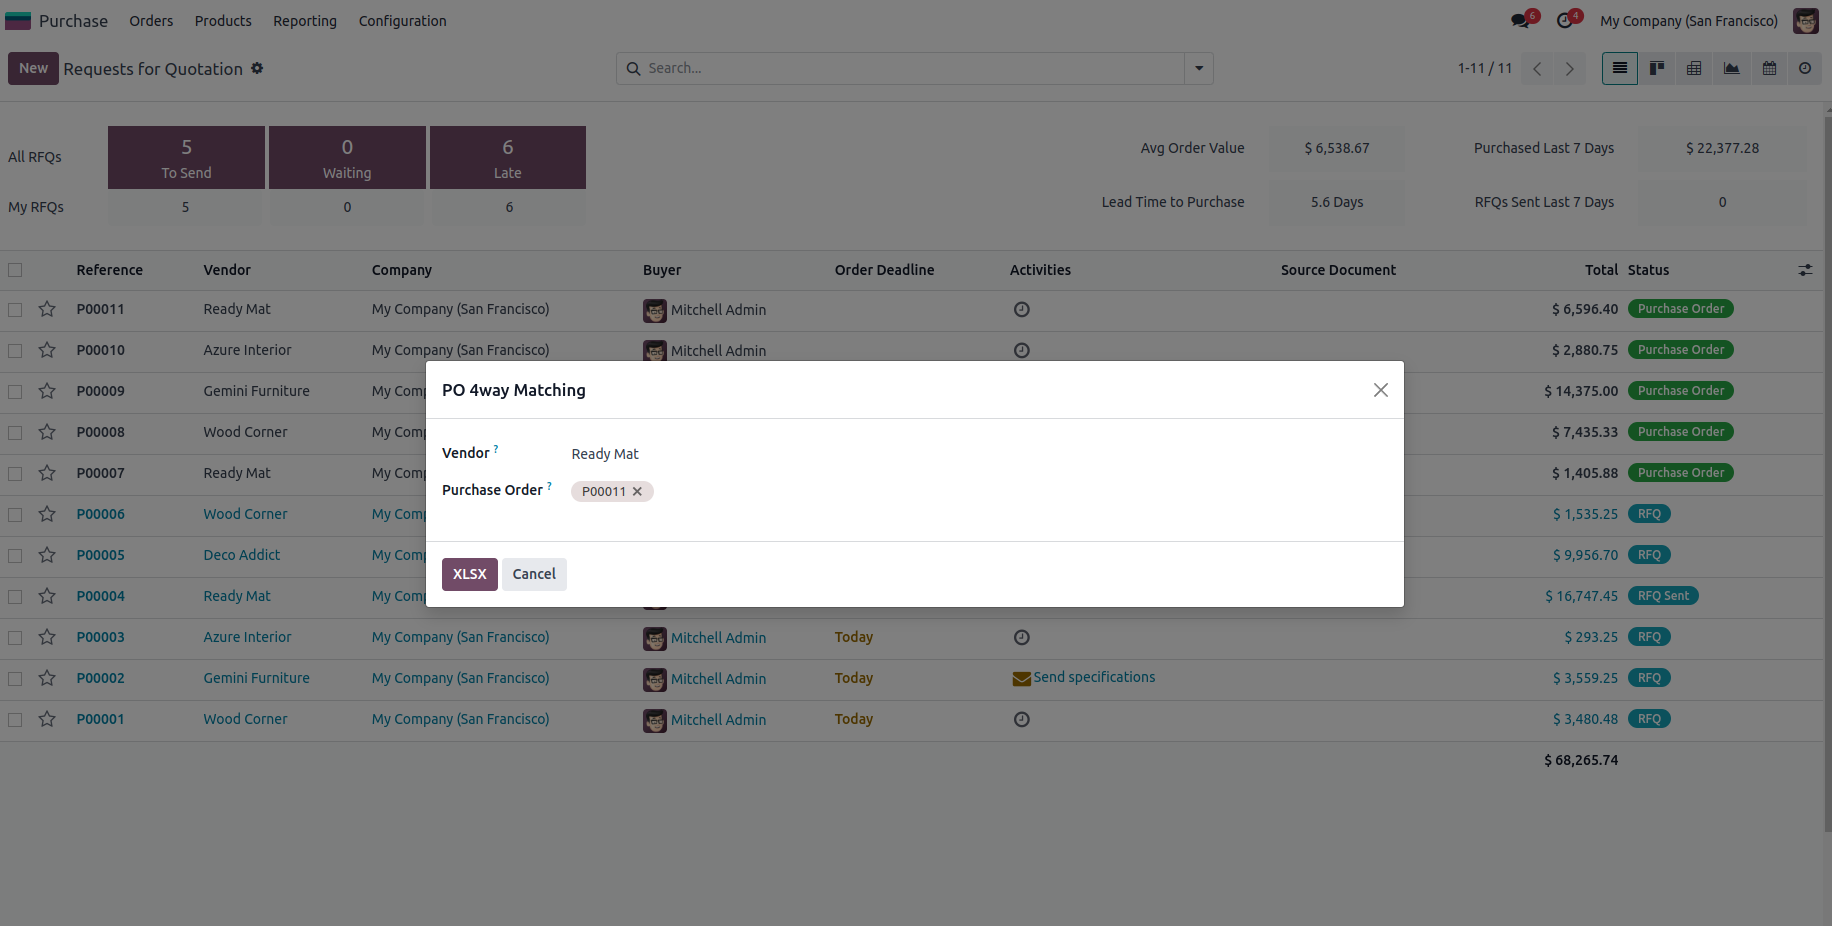 Purchase Orders Products Reporting Configuration 6 4 My Company (San Francisco)
New Requests for Quotation Search... 1-11 / 11
All RFQs 5 To Send 0 Waiting 6 Late Avg Order Value $ 6,538.67 Purchased Last 7 Days $ 22,377.28
My RFQs 5 0 6 Lead Time to Purchase 5.6 Days RFQs Sent Last 7 Days 0
Reference Vendor Company Buyer Order Deadline Activities Source Document Total Status
P00011 Ready Mat My Company (San Francisco) Mitchell Admin $ 6,596.40 Purchase Order
P00010 Azure Interior My Company (San Francisco) Mitchell Admin $ 2,880.75 Purchase Order
P00009 Gemini Furniture My Comp $ 14,375.00 Purchase Order
P00008 Wood Corner My Comp $ 7,435.33 Purchase Order
P00007 Ready Mat My Comp $ 1,405.88 Purchase Order
P00006 Wood Corner My Comp $ 1,535.25 RFQ
P00005 Deco Addict My Comp $ 9,956.70 RFQ
P00004 Ready Mat My Comp $ 16,747.45 RFQ Sent
P00003 Azure Interior My Company (San Francisco) Mitchell Admin Today $ 293.25 RFQ
P00002 Gemini Furniture My Company (San Francisco) Mitchell Admin Today Send specifications $ 3,559.25 RFQ
P00001 Wood Corner My Company (San Francisco) Mitchell Admin Today $ 3,480.48 RFQ
$ 68,265.74
PO 4way Matching
Vendor ? Ready Mat
Purchase Order ? P00011
XLSX Cancel